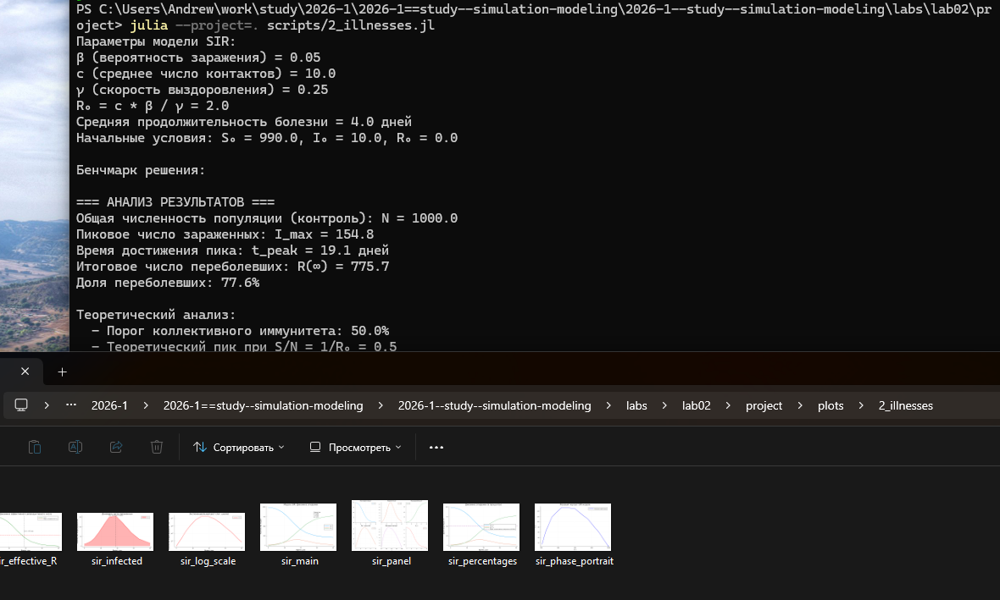 PS C:\Users\Andrew\work\study\2026-1\2026-1==study--simulation-modeling\2026-1--study--simulation-modeling\labs\lab02\pr
oject> julia --project=. scripts/2_illnesses.jl
Параметры модели SIR:
β (вероятность заражения) = 0.05
c (среднее число контактов) = 10.0
γ (скорость выздоровления) = 0.25
R₀ = c * β / γ = 2.0
Средняя продолжительность болезни = 4.0 дней
Начальные условия: S₀ = 990.0, I₀ = 10.0, R₀ = 0.0
Бенчмарк решения:
=== АНАЛИЗ РЕЗУЛЬТАТОВ ===
Общая численность популяции (контроль): N = 1000.0
Пиковое число зараженных: I_max = 154.8
Время достижения пика: t_peak = 19.1 дней
Итоговое число переболевших: R(∞) = 775.7
Доля переболевших: 77.6%
Теоретический анализ:
- Порог коллективного иммунитета: 50.0%
- Теоретический пик при S/N = 1/R₀ = 0.5
2026-1 > 2026-1==study--simulation-modeling > 2026-1--study--simulation-modeling > labs > lab02 > project > plots > 2_illnesses
Сортировать Просмотреть
ir_effective_R sir_infected sir_log_scale sir_main sir_panel sir_percentages sir_phase_portrait